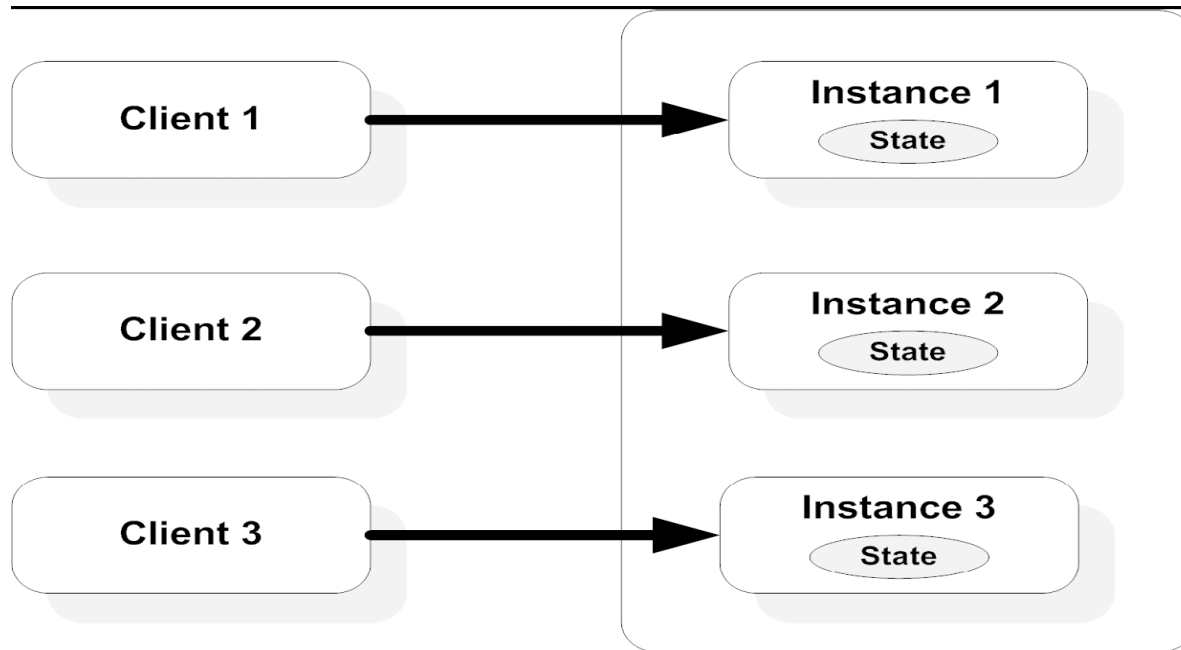 Client 1
Instance 1
State
Client 2
Instance 2
State
Client 3
Instance 3
State